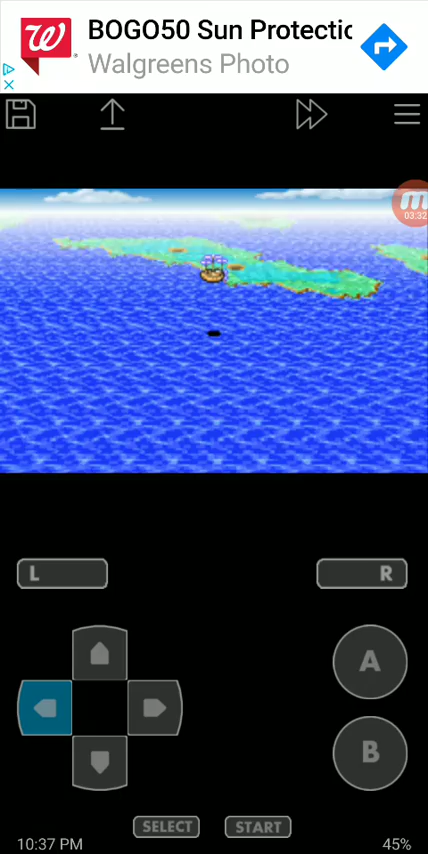 BOGO50 Sun Protectic
Walgreens Photo
03:32
L
R
A
B
SELECT
START
10:37 PM
45%